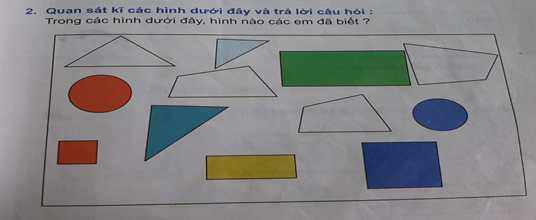 2. Quan sát kĩ các hình dưới đây và trả lời câu hỏi :
Trong các hình dưới đây, hình nào các em đã biết ?